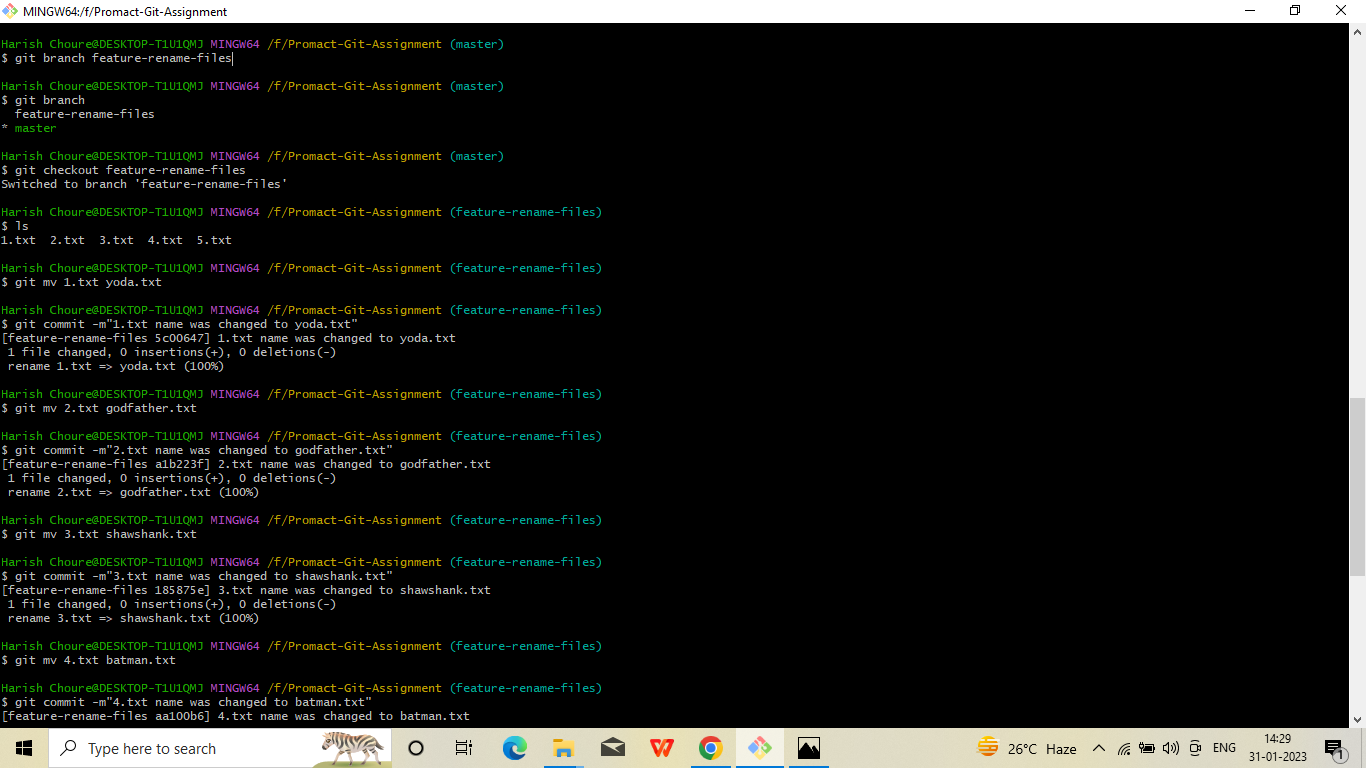 MINGW64:/f/Promact-Git-Assignment
Harish Choure@DESKTOP-T1U1QMJ MINGW64 /f/Promact-Git-Assignment (master)
$ git branch feature-rename-files
Harish Choure@DESKTOP-T1U1QMJ MINGW64 /f/Promact-Git-Assignment (master)
$ git branch
  feature-rename-files
* master
Harish Choure@DESKTOP-T1U1QMJ MINGW64 /f/Promact-Git-Assignment (master)
$ git checkout feature-rename-files
Switched to branch 'feature-rename-files'
Harish Choure@DESKTOP-T1U1QMJ MINGW64 /f/Promact-Git-Assignment (feature-rename-files)
$ ls
1.txt  2.txt  3.txt  4.txt  5.txt
Harish Choure@DESKTOP-T1U1QMJ MINGW64 /f/Promact-Git-Assignment (feature-rename-files)
$ git mv 1.txt yoda.txt
Harish Choure@DESKTOP-T1U1QMJ MINGW64 /f/Promact-Git-Assignment (feature-rename-files)
$ git commit -m"1.txt name was changed to yoda.txt"
[feature-rename-files 5c00647] 1.txt name was changed to yoda.txt
 1 file changed, 0 insertions(+), 0 deletions(-)
 rename 1.txt => yoda.txt (100%)
Harish Choure@DESKTOP-T1U1QMJ MINGW64 /f/Promact-Git-Assignment (feature-rename-files)
$ git mv 2.txt godfather.txt
Harish Choure@DESKTOP-T1U1QMJ MINGW64 /f/Promact-Git-Assignment (feature-rename-files)
$ git commit -m"2.txt name was changed to godfather.txt"
[feature-rename-files a1b223f] 2.txt name was changed to godfather.txt
 1 file changed, 0 insertions(+), 0 deletions(-)
 rename 2.txt => godfather.txt (100%)
Harish Choure@DESKTOP-T1U1QMJ MINGW64 /f/Promact-Git-Assignment (feature-rename-files)
$ git mv 3.txt shawshank.txt
Harish Choure@DESKTOP-T1U1QMJ MINGW64 /f/Promact-Git-Assignment (feature-rename-files)
$ git commit -m"3.txt name was changed to shawshank.txt"
[feature-rename-files 185875e] 3.txt name was changed to shawshank.txt
 1 file changed, 0 insertions(+), 0 deletions(-)
 rename 3.txt => shawshank.txt (100%)
Harish Choure@DESKTOP-T1U1QMJ MINGW64 /f/Promact-Git-Assignment (feature-rename-files)
$ git mv 4.txt batman.txt
Harish Choure@DESKTOP-T1U1QMJ MINGW64 /f/Promact-Git-Assignment (feature-rename-files)
$ git commit -m"4.txt name was changed to batman.txt"
[feature-rename-files aa100b6] 4.txt name was changed to batman.txt
Type here to search
26°C Haze
ENG
14:29
31-01-2023
1